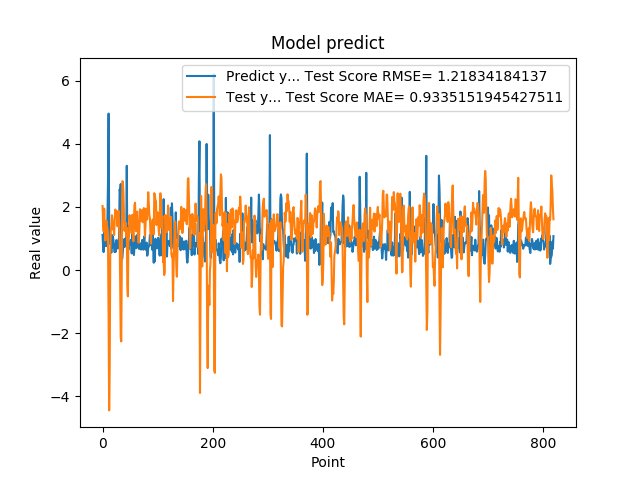 Model predict
Predict y... Test Score RMSE= 1.21834184137
Test y... Test Score MAE= 0.9335151945427511
6
4
2
0
−2
−4
Real value
0 200 400 600 800
Point